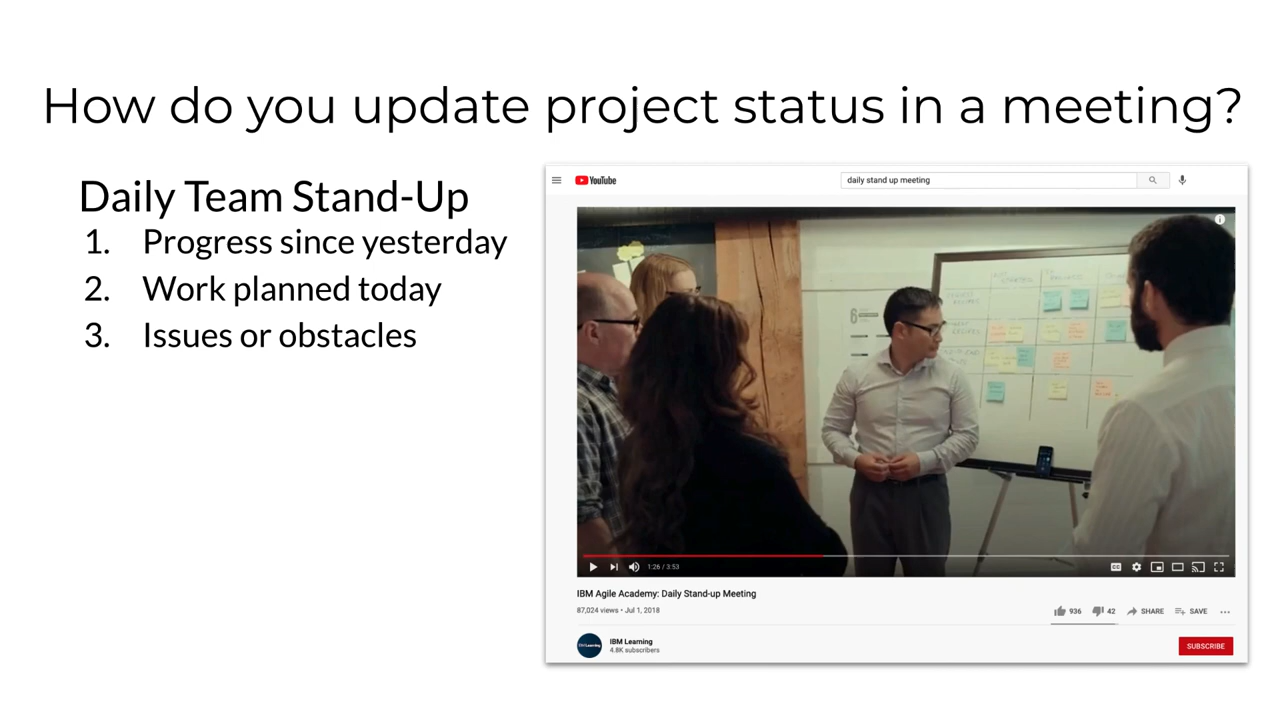 How do you update project status in a meeting?
Daily Team Stand-Up
1. Progress since yesterday
2. Work planned today
3. Issues or obstacles
YouTube
daily stand up meeting
6
1:26 / 3:53
CC
IBM Agile Academy: Daily Stand-up Meeting
87,024 views • Jul 1, 2018
936 42 SHARE SAVE
IBM Learning
4.8K subscribers
SUBSCRIBE